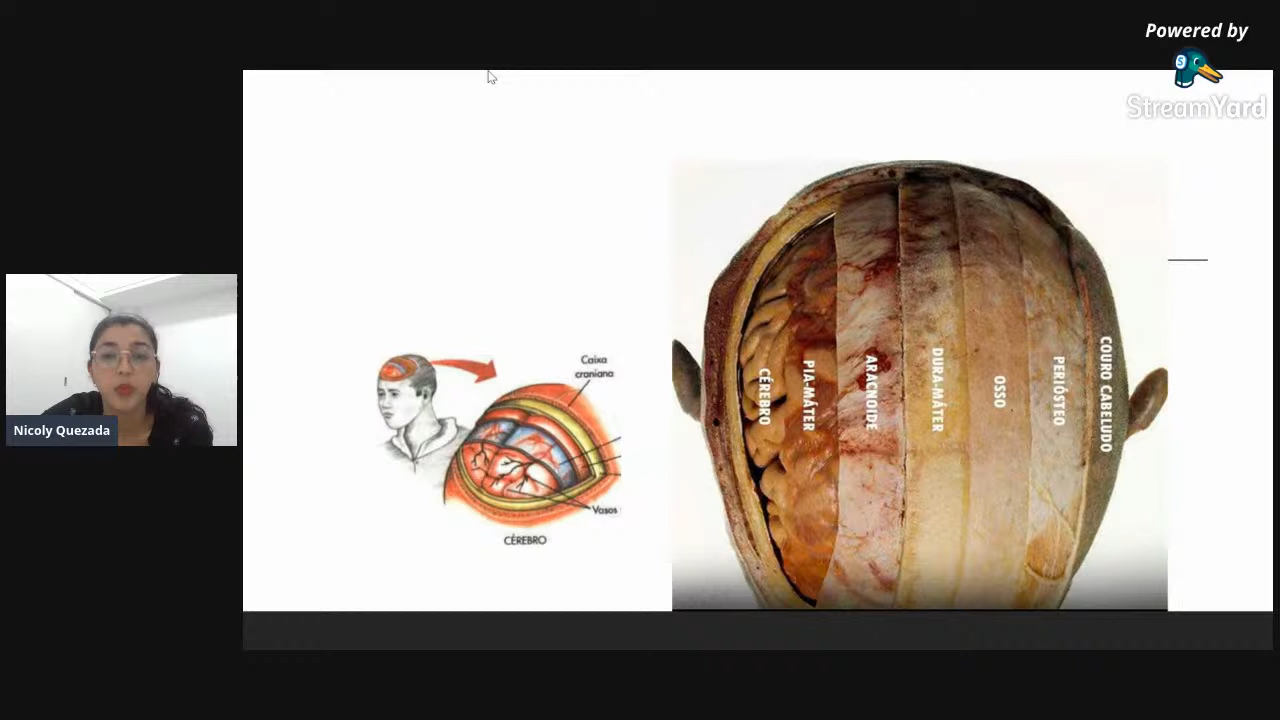 Powered by
StreamYard
Nicoly Quezada
Caixa
craniana
Vasos
CÉREBRO
CÉREBRO
PIA-MÁTER
ARACNOIDE
DURA-MÁTER
OSSO
PERIÓSTEO
COURO CABELUDO